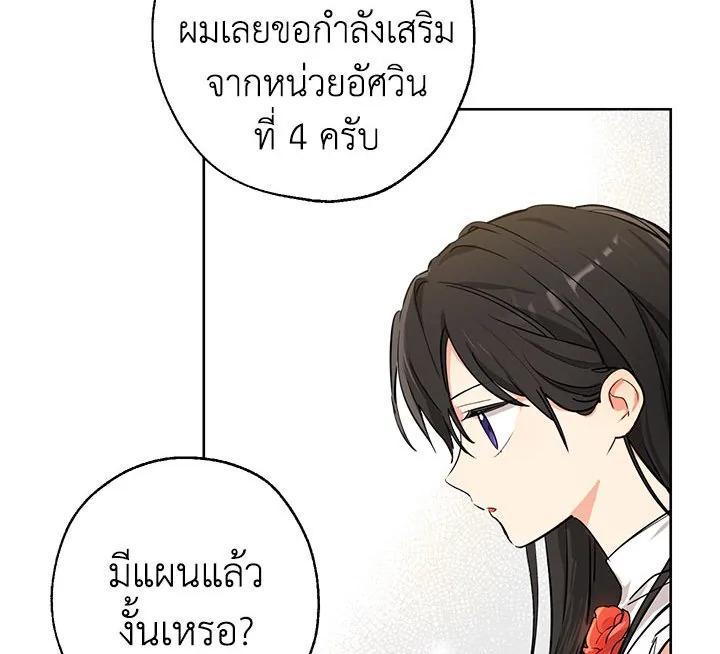 ผมเลยขอกำลังเสริม
จากหน่วยอัศวิน
ที่ 4 ครับ
มีแผนแล้ว
งั้นเหรอ?